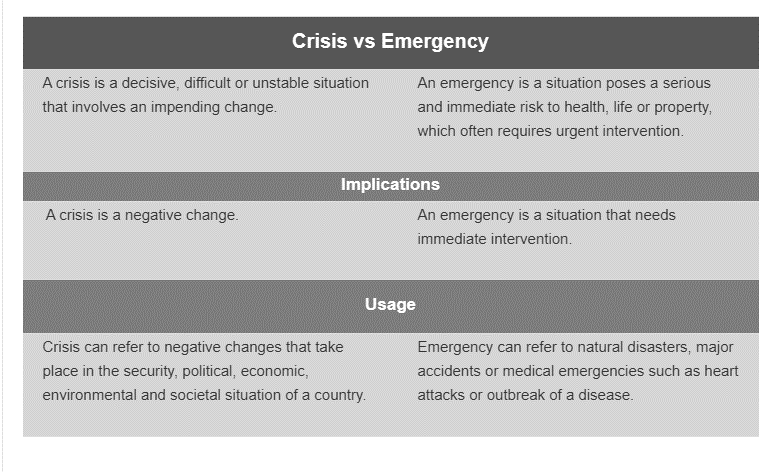 Crisis vs Emergency
A crisis is a decisive, difficult or unstable situation
that involves an impending change.
An emergency is a situation poses a serious
and immediate risk to health, life or property,
which often requires urgent intervention.
Implications
A crisis is a negative change.
An emergency is a situation that needs
immediate intervention.
Usage
Crisis can refer to negative changes that take
place in the security, political, economic,
environmental and societal situation of a country.
Emergency can refer to natural disasters, major
accidents or medical emergencies such as heart
attacks or outbreak of a disease.